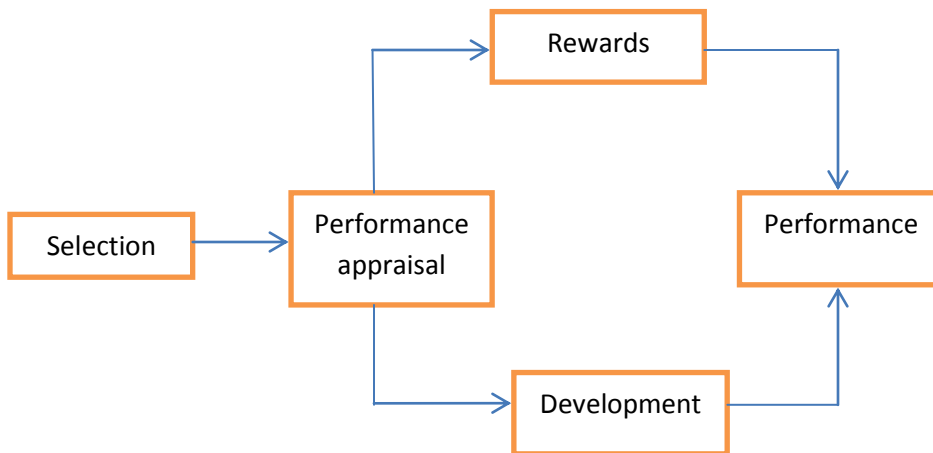 Rewards
Selection
Performance
appraisal
Performance
Development